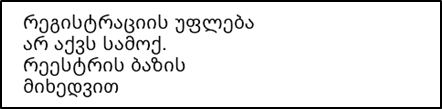 რეგისტრაციის უფლება
არ აქვს სამოქ.
რეესტრის ბაზის
მიხედვით